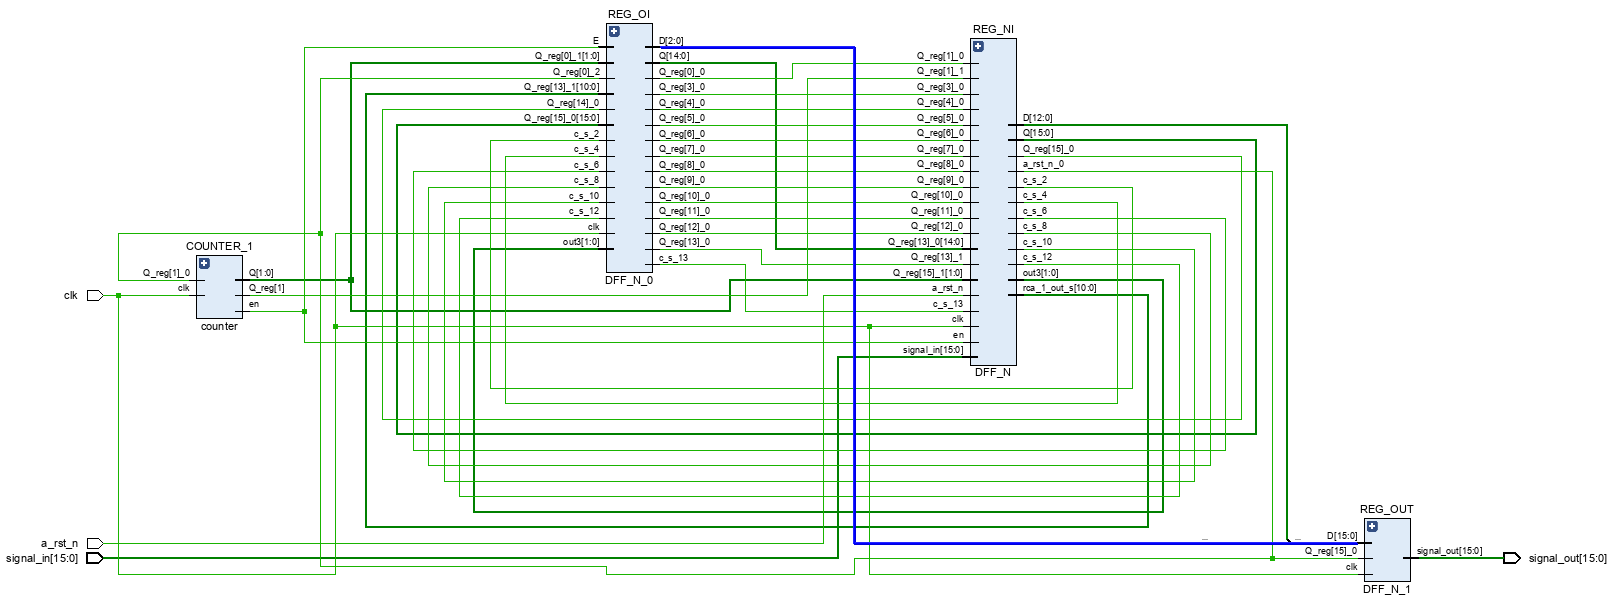 REG_OI
E
Q_reg[0]_1[1:0]
Q_reg[0]_2
Q_reg[13]_1[10:0]
Q_reg[14]_0
Q_reg[15]_0[15:0]
c_s_2
c_s_4
c_s_6
c_s_8
c_s_10
c_s_12
clk
out3[1:0]
D[2:0]
Q[14:0]
Q_reg[0]_0
Q_reg[3]_0
Q_reg[4]_0
Q_reg[5]_0
Q_reg[6]_0
Q_reg[7]_0
Q_reg[8]_0
Q_reg[9]_0
Q_reg[10]_0
Q_reg[11]_0
Q_reg[12]_0
Q_reg[13]_0
c_s_13
DFF_N_0
REG_NI
Q_reg[1]_0
Q_reg[1]_1
Q_reg[3]_0
Q_reg[4]_0
Q_reg[5]_0
Q_reg[6]_0
Q_reg[7]_0
Q_reg[8]_0
Q_reg[9]_0
Q_reg[10]_0
Q_reg[11]_0
Q_reg[12]_0
Q_reg[13]_0[14:0]
Q_reg[13]_1
Q_reg[15]_1[1:0]
a_rst_n
c_s_13
clk
en
signal_in[15:0]
D[12:0]
Q[15:0]
Q_reg[15]_0
a_rst_n_0
c_s_2
c_s_4
c_s_6
c_s_8
c_s_10
c_s_12
out3[1:0]
rca_1_out_s[10:0]
DFF_N
COUNTER_1
Q_reg[1]_0
clk
Q[1:0]
Q_reg[1]
en
counter
clk
a_rst_n
signal_in[15:0]
REG_OUT
D[15:0]
Q_reg[15]_0
clk
signal_out[15:0]
DFF_N_1
signal_out[15:0]